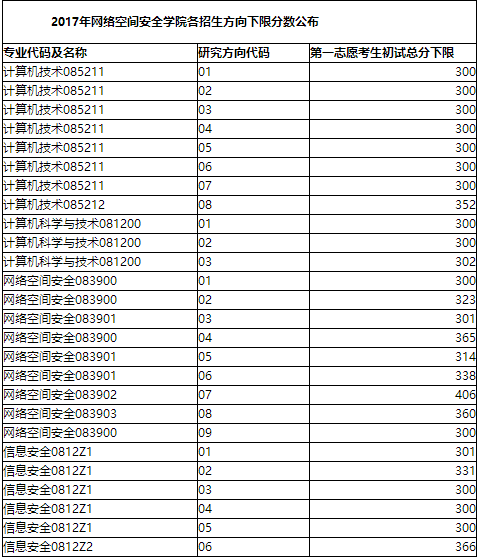 2017年网络空间安全学院各招生方向下限分数公布
专业代码及名称 研究方向代码 第一志愿考生初试总分下限
计算机技术085211 01 300
计算机技术085211 02 300
计算机技术085211 03 300
计算机技术085211 04 300
计算机技术085211 05 300
计算机技术085211 06 300
计算机技术085211 07 300
计算机技术085212 08 352
计算机科学与技术081200 01 300
计算机科学与技术081200 02 300
计算机科学与技术081200 03 302
网络空间安全083900 01 300
网络空间安全083900 02 323
网络空间安全083901 03 301
网络空间安全083900 04 365
网络空间安全083901 05 314
网络空间安全083901 06 338
网络空间安全083902 07 406
网络空间安全083903 08 360
网络空间安全083900 09 300
信息安全0812Z1 01 301
信息安全0812Z1 02 331
信息安全0812Z1 03 300
信息安全0812Z1 04 300
信息安全0812Z1 05 300
信息安全0812Z2 06 366